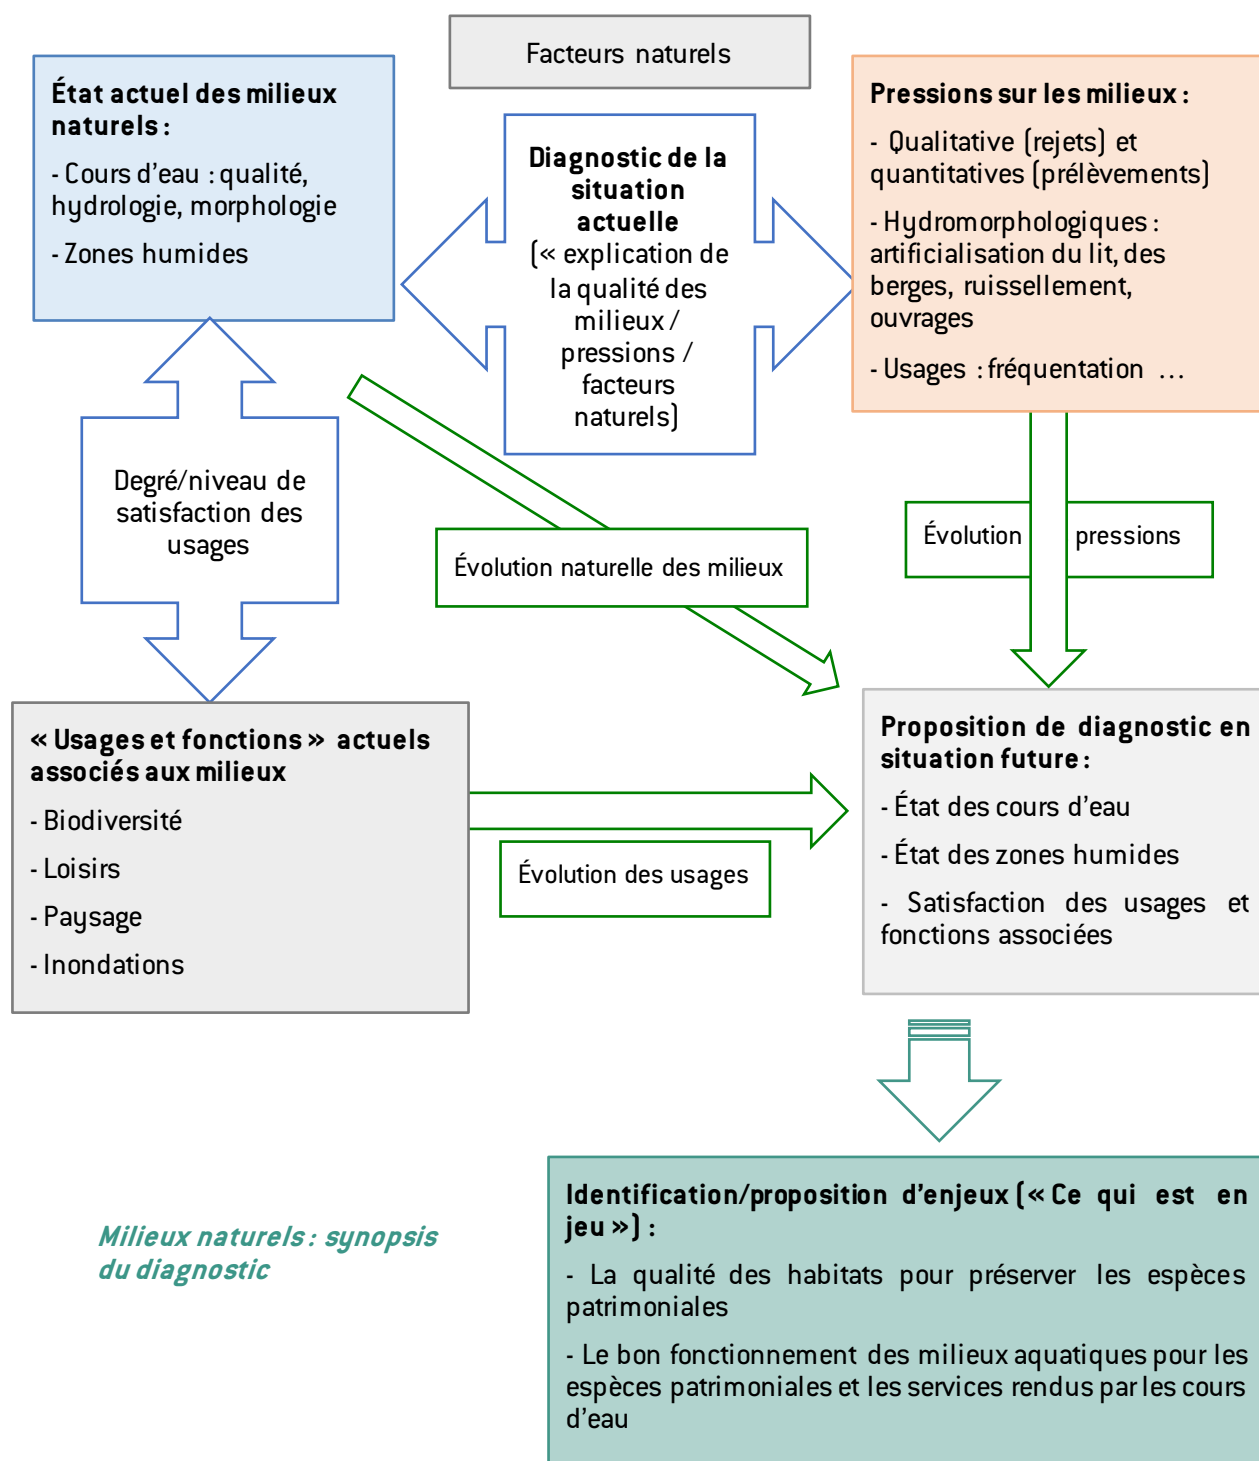 Facteurs naturels
État actuel des milieux
naturels :
- Cours d’eau : qualité,
hydrologie, morphologie
- Zones humides
Diagnostic de la
situation
actuelle
(« explication de
la qualité des
milieux /
pressions /
facteurs
naturels)
Pressions sur les milieux :
- Qualitative (rejets) et
quantitatives (prélèvements)
- Hydromorphologiques :
artificialisation du lit, des
berges, ruissellement,
ouvrages
- Usages : fréquentation …
Degré/niveau de
satisfaction des
usages
Évolution naturelle des milieux
Évolution pressions
« Usages et fonctions » actuels
associés aux milieux
- Biodiversité
- Loisirs
- Paysage
- Inondations
Évolution des usages
Proposition de diagnostic en
situation future :
- État des cours d’eau
- État des zones humides
- Satisfaction des usages et
fonctions associées
Milieux naturels : synopsis
du diagnostic
Identification/proposition d’enjeux (« Ce qui est en
jeu ») :
- La qualité des habitats pour préserver les espèces
patrimoniales
- Le bon fonctionnement des milieux aquatiques pour les
espèces patrimoniales et les services rendus par les cours
d’eau